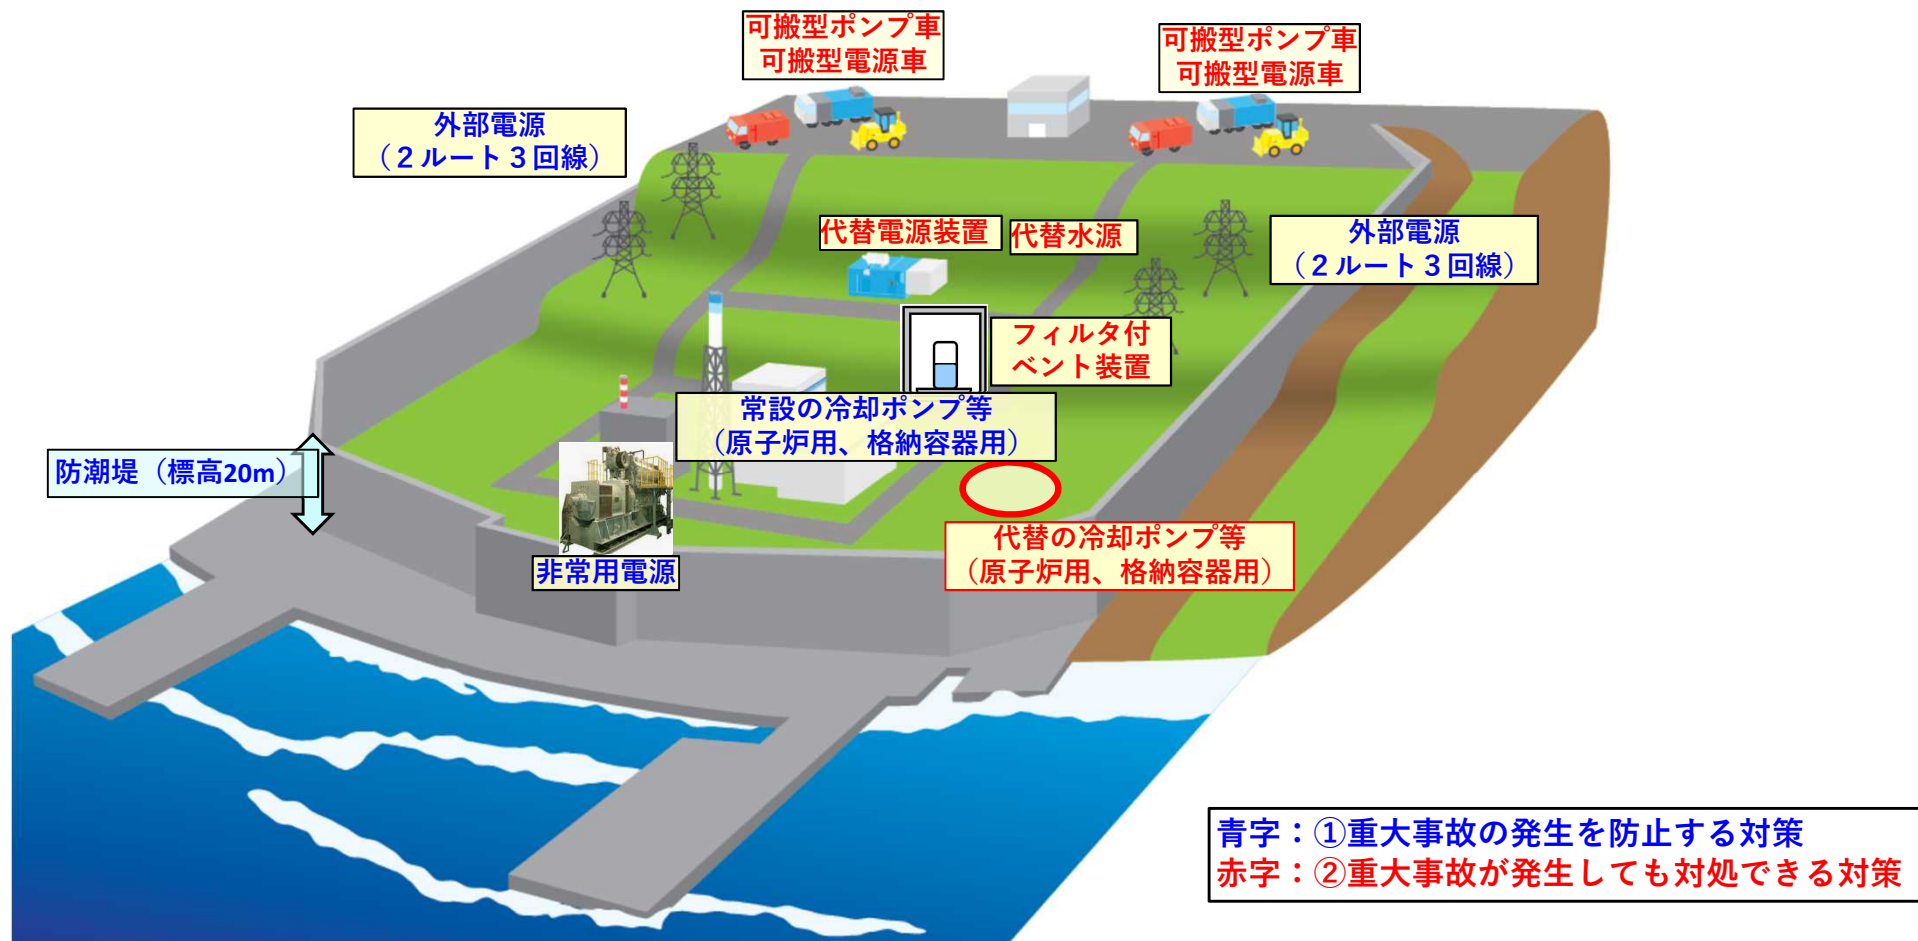 可搬型ポンプ車
可搬型電源車
可搬型ポンプ車
可搬型電源車
外部電源
（２ルート３回線）
代替電源装置
代替水源
外部電源
（２ルート３回線）
フィルタ付
ベント装置
常設の冷却ポンプ等
（原子炉用、格納容器用）
防潮堤（標高20m）
代替の冷却ポンプ等
（原子炉用、格納容器用）
非常用電源
青字：①重大事故の発生を防止する対策
赤字：②重大事故が発生しても対処できる対策